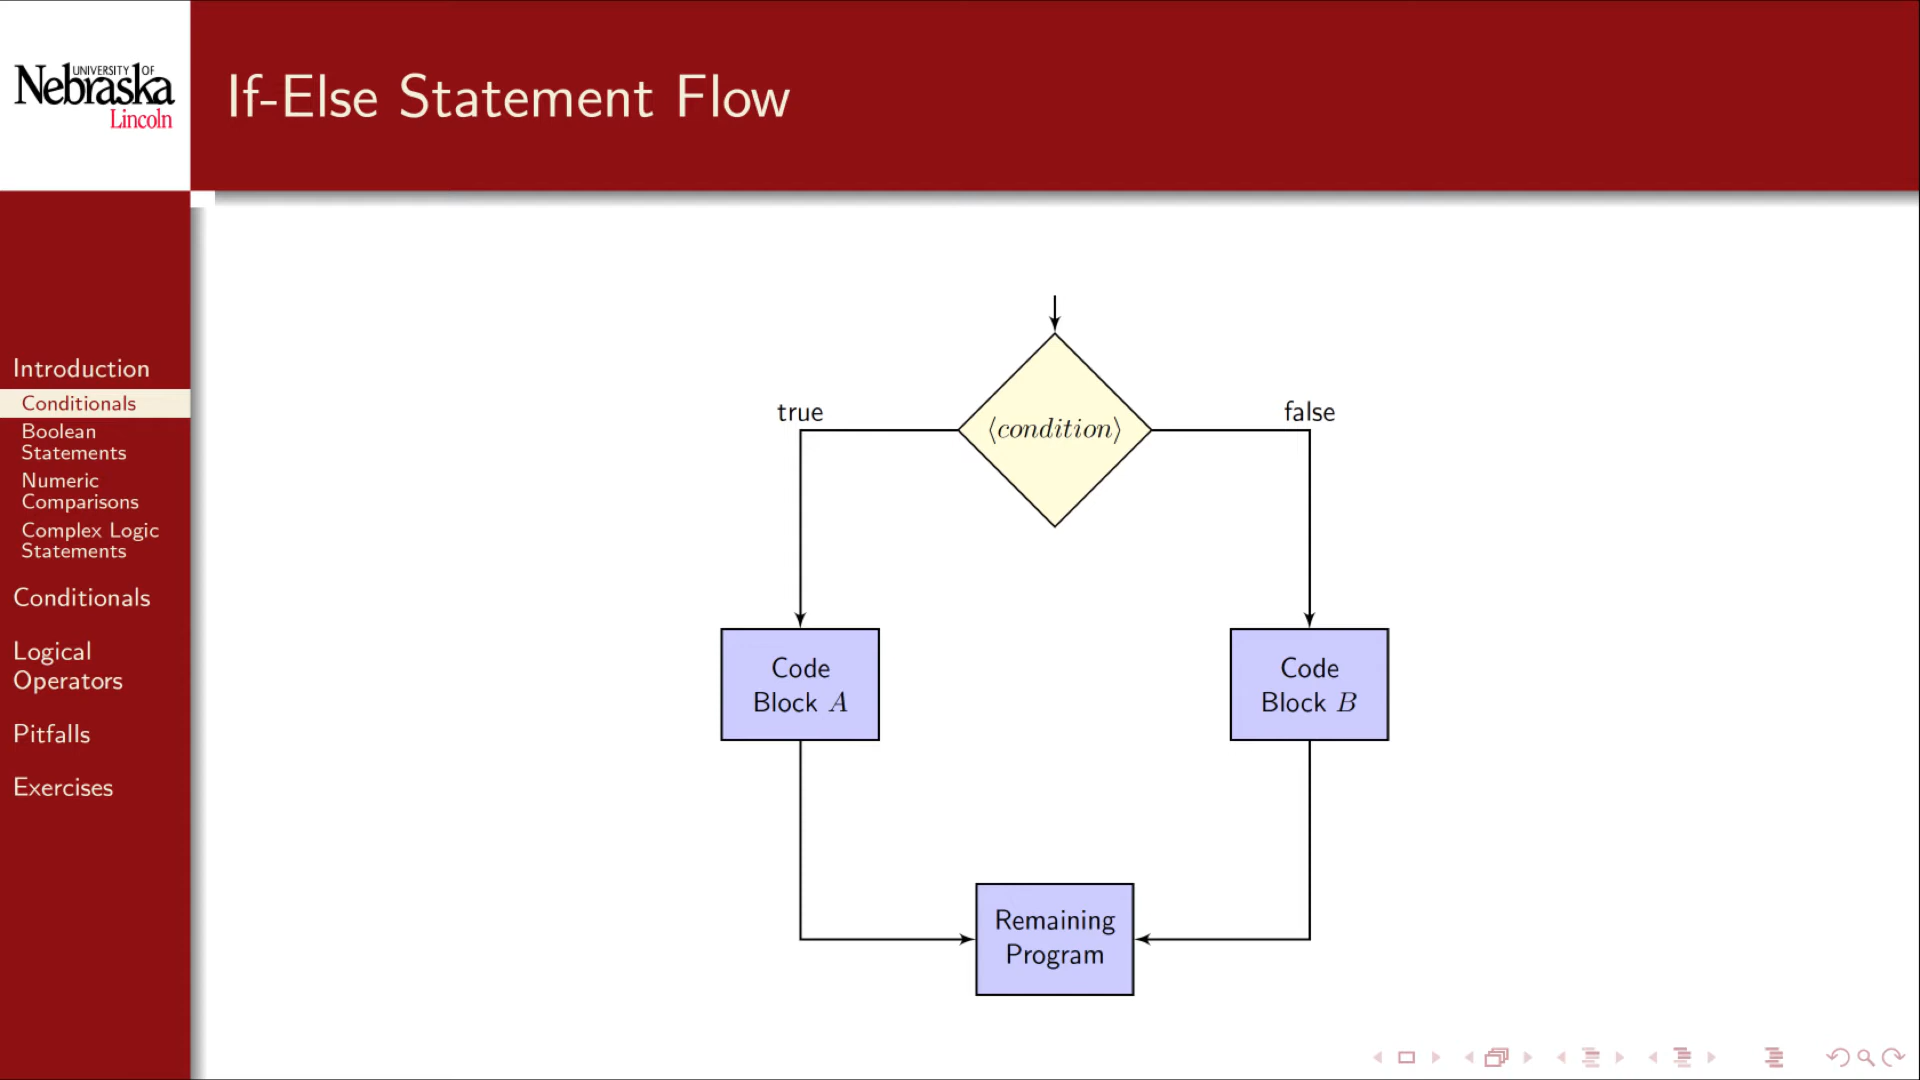 UNIVERSITY OF
Nebraska
Lincoln
If-Else Statement Flow
Introduction
Conditionals
Boolean
Statements
Numeric
Comparisons
Complex Logic
Statements
Conditionals
Logical
Operators
Pitfalls
Exercises
true
false
⟨condition⟩
Code
Block A
Code
Block B
Remaining
Program